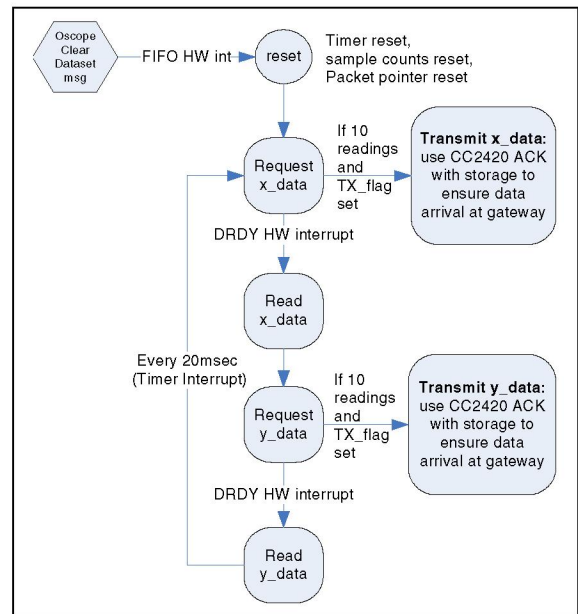 Oscope
Clear
Dataset
msg
FIFO HW int
reset
Timer reset,
sample counts reset,
Packet pointer reset
Request
x_data
If 10
readings
and
TX_flag
set
Transmit x_data:
use CC2420 ACK
with storage to
ensure data
arrival at gateway
DRDY HW interrupt
Read
x_data
Every 20msec
(Timer Interrupt)
Request
y_data
If 10
readings
and
TX_flag
set
Transmit y_data:
use CC2420 ACK
with storage to
ensure data
arrival at gateway
DRDY HW interrupt
Read
y_data